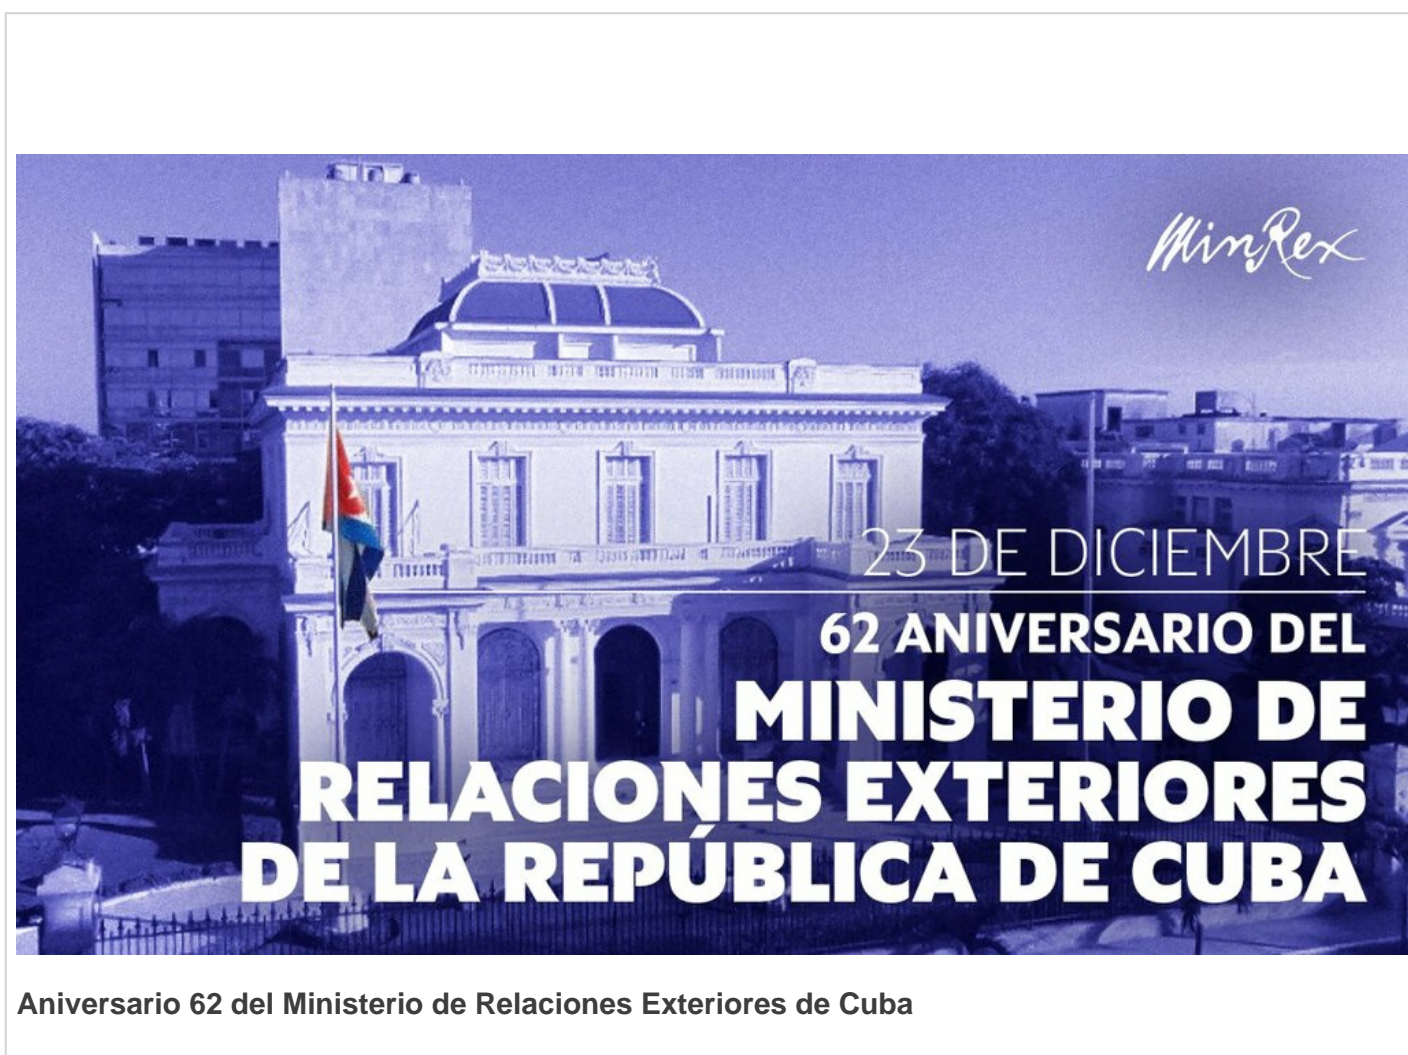 MinRex
23 DE DICIEMBRE
62 ANIVERSARIO DEL
MINISTERIO DE
RELACIONES EXTERIORES
DE LA REPÚBLICA DE CUBA
Aniversario 62 del Ministerio de Relaciones Exteriores de Cuba